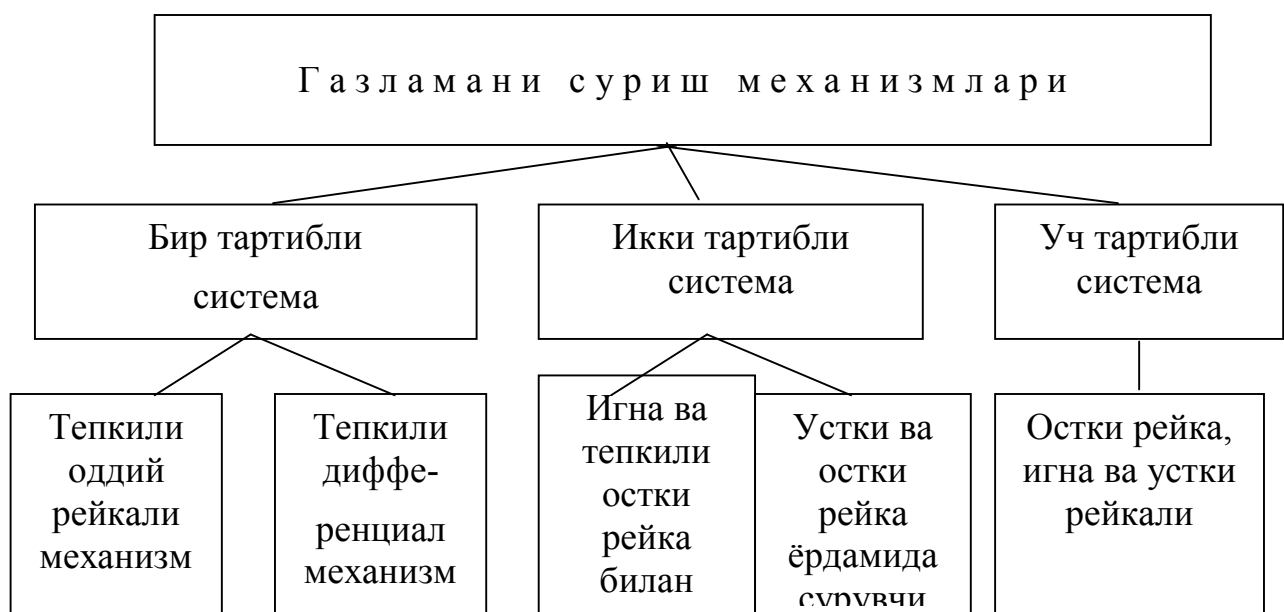 Газламани суриш механизмлари
Бир тартибли
система
Икки тартибли
система
Уч тартибли
система
Тепкили
оддий
рейкали
механизм
Тепкили
диффе-
ренциал
механизм
Игна ва
тепкили
остки
рейка
билан
Устки ва
остки
рейка
ёрдамида
сурувчи
Остки рейка,
игна ва устки
рейкали